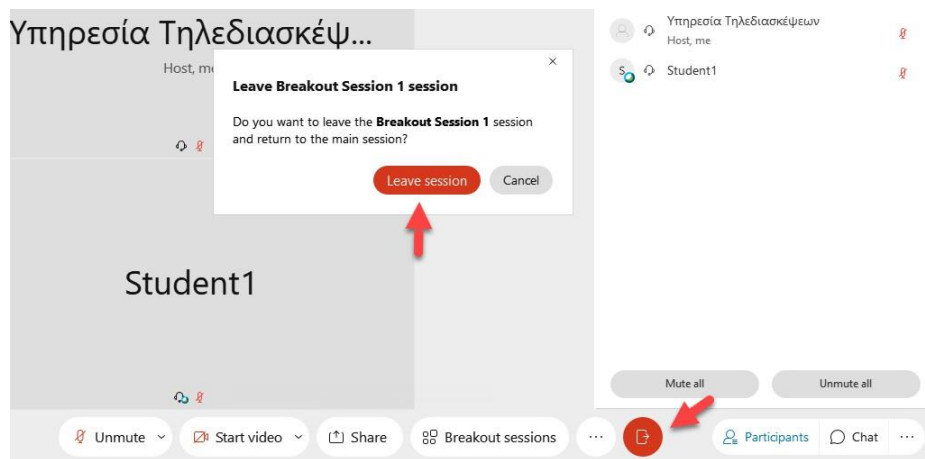 Υπηρεσία Τηλεδιασκέψ...
Host, me
Student1
Leave Breakout Session 1 session
Do you want to leave the Breakout Session 1 session
and return to the main session?
Leave session
Cancel
Υπηρεσία Τηλεδιασκέψεων
Host, me
S
Student1
Mute all
Unmute all
Unmute
Start video
Share
Breakout sessions
Participants
Chat